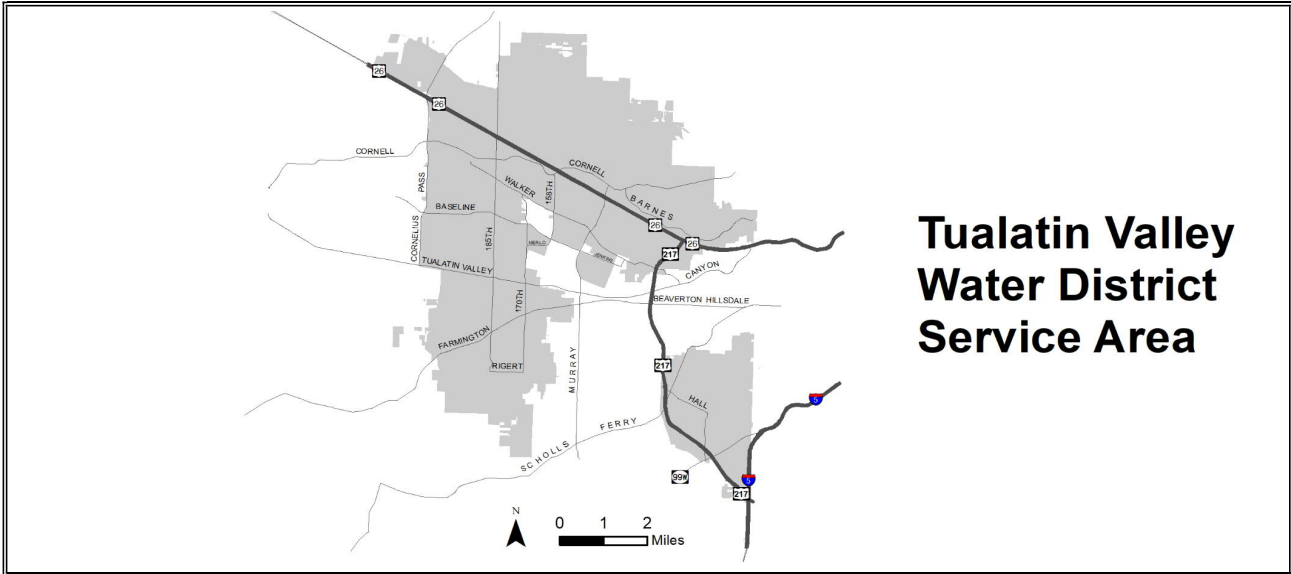 26
26
CORNELL
CORNELL
PASS
WALKER
158TH
BASELINE
BARNES
CORNELIUS
185TH
MERLO
26
26
217
JENKINS
TUALATIN VALLEY
CANYON
170TH
BEAVERTON HILLSDALE
FARMINGTON
RIGERT
MURRAY
217
HALL
5
SCHOLLS
FERRY
99W
5
217
N
0 1 2
Miles
Tualatin Valley
Water District
Service Area